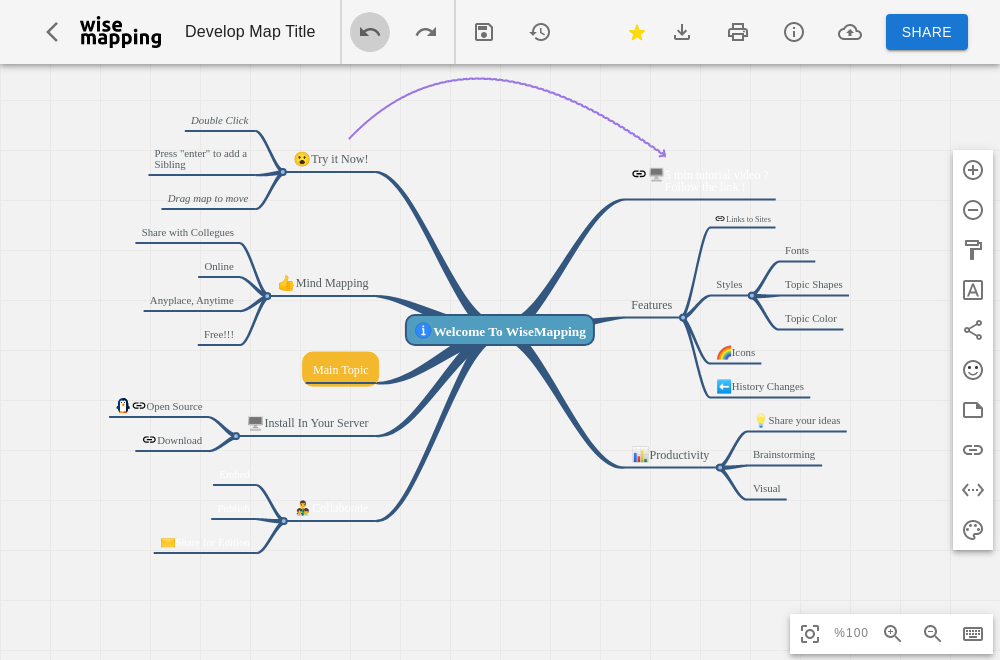 wise
mapping
Develop Map Title
SHARE
Double Click
Press "enter" to add a
Sibling
Drag map to move
Try it Now!
Share with Collegues
Online
Anyplace, Anytime
Free!!!
Mind Mapping
Main Topic
Open Source
Download
Install In Your Server
Embed
Publish
Collaborate
Welcome To WiseMapping
5 min tutorial video ?
Follow the link !
Links to Sites
Features
Styles
Fonts
Topic Shapes
Topic Color
Icons
History Changes
Productivity
Share your ideas
Brainstorming
Visual
%100